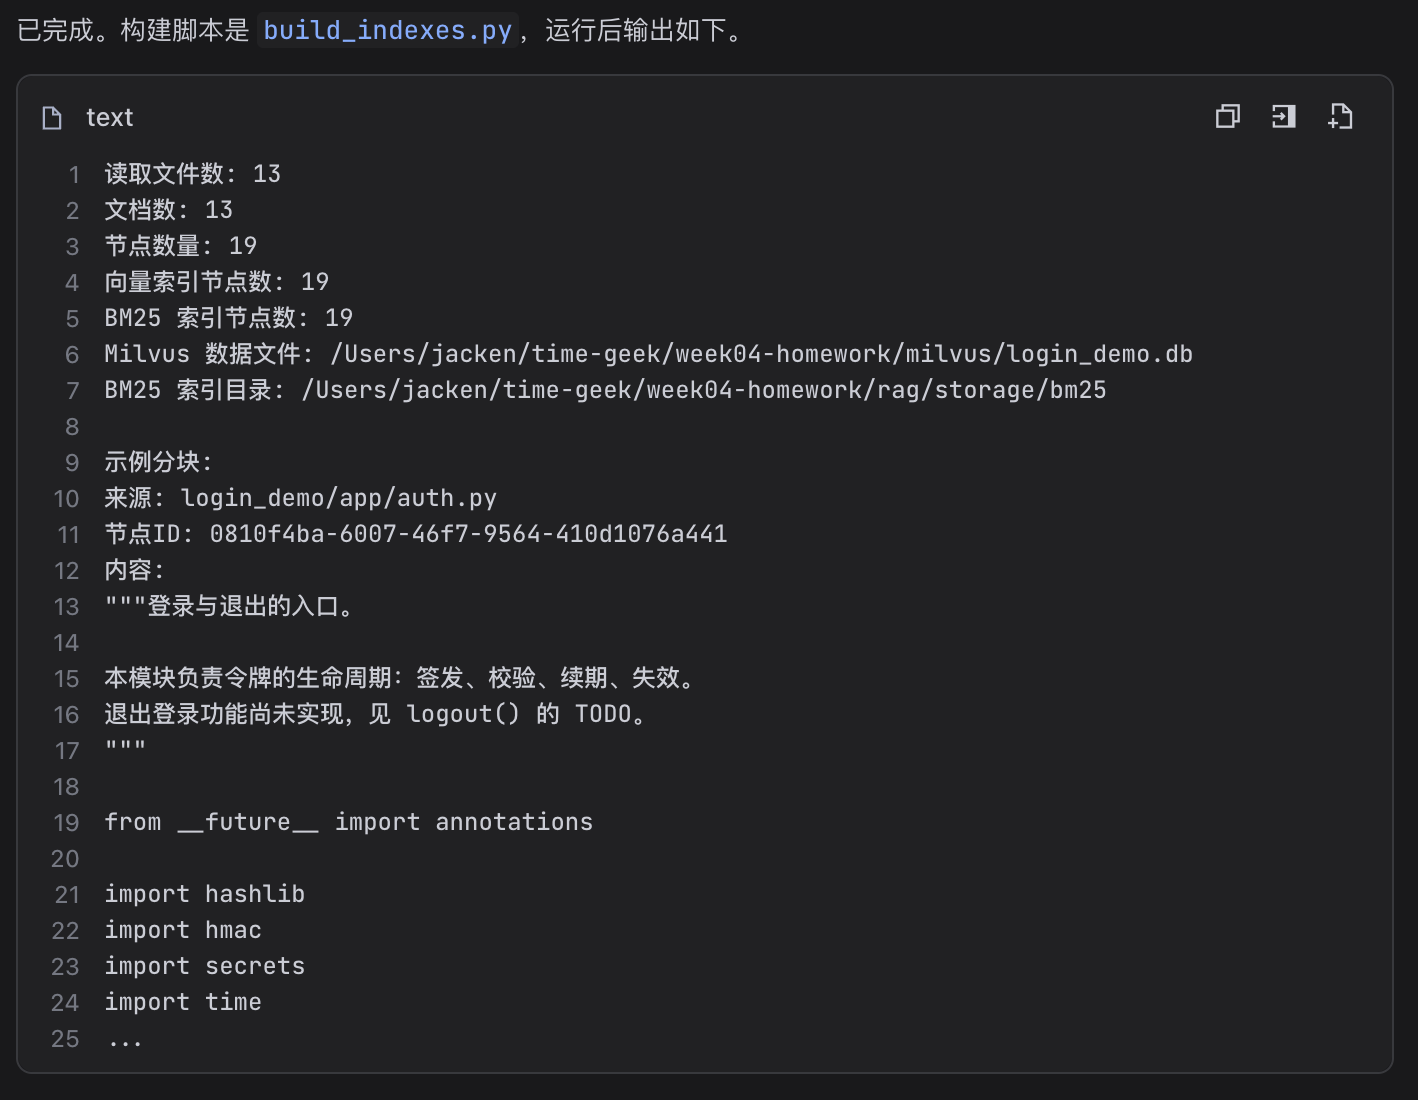 已完成。构建脚本是 build_indexes.py，运行后输出如下。
text
1 读取文件数: 13
2 文档数: 13
3 节点数量: 19
4 向量索引节点数: 19
5 BM25 索引节点数: 19
6 Milvus 数据文件: /Users/jacken/time-geek/week04-homework/milvus/login_demo.db
7 BM25 索引目录: /Users/jacken/time-geek/week04-homework/rag/storage/bm25
8
9 示例分块:
10 来源: login_demo/app/auth.py
11 节点ID: 0810f4ba-6007-46f7-9564-410d1076a441
12 内容:
13 """登录与退出的入口。
14
15 本模块负责令牌的生命周期：签发、校验、续期、失效。
16 退出登录功能尚未实现，见 logout() 的 TODO。
17 """
18
19 from __future__ import annotations
20
21 import hashlib
22 import hmac
23 import secrets
24 import time
25 ...